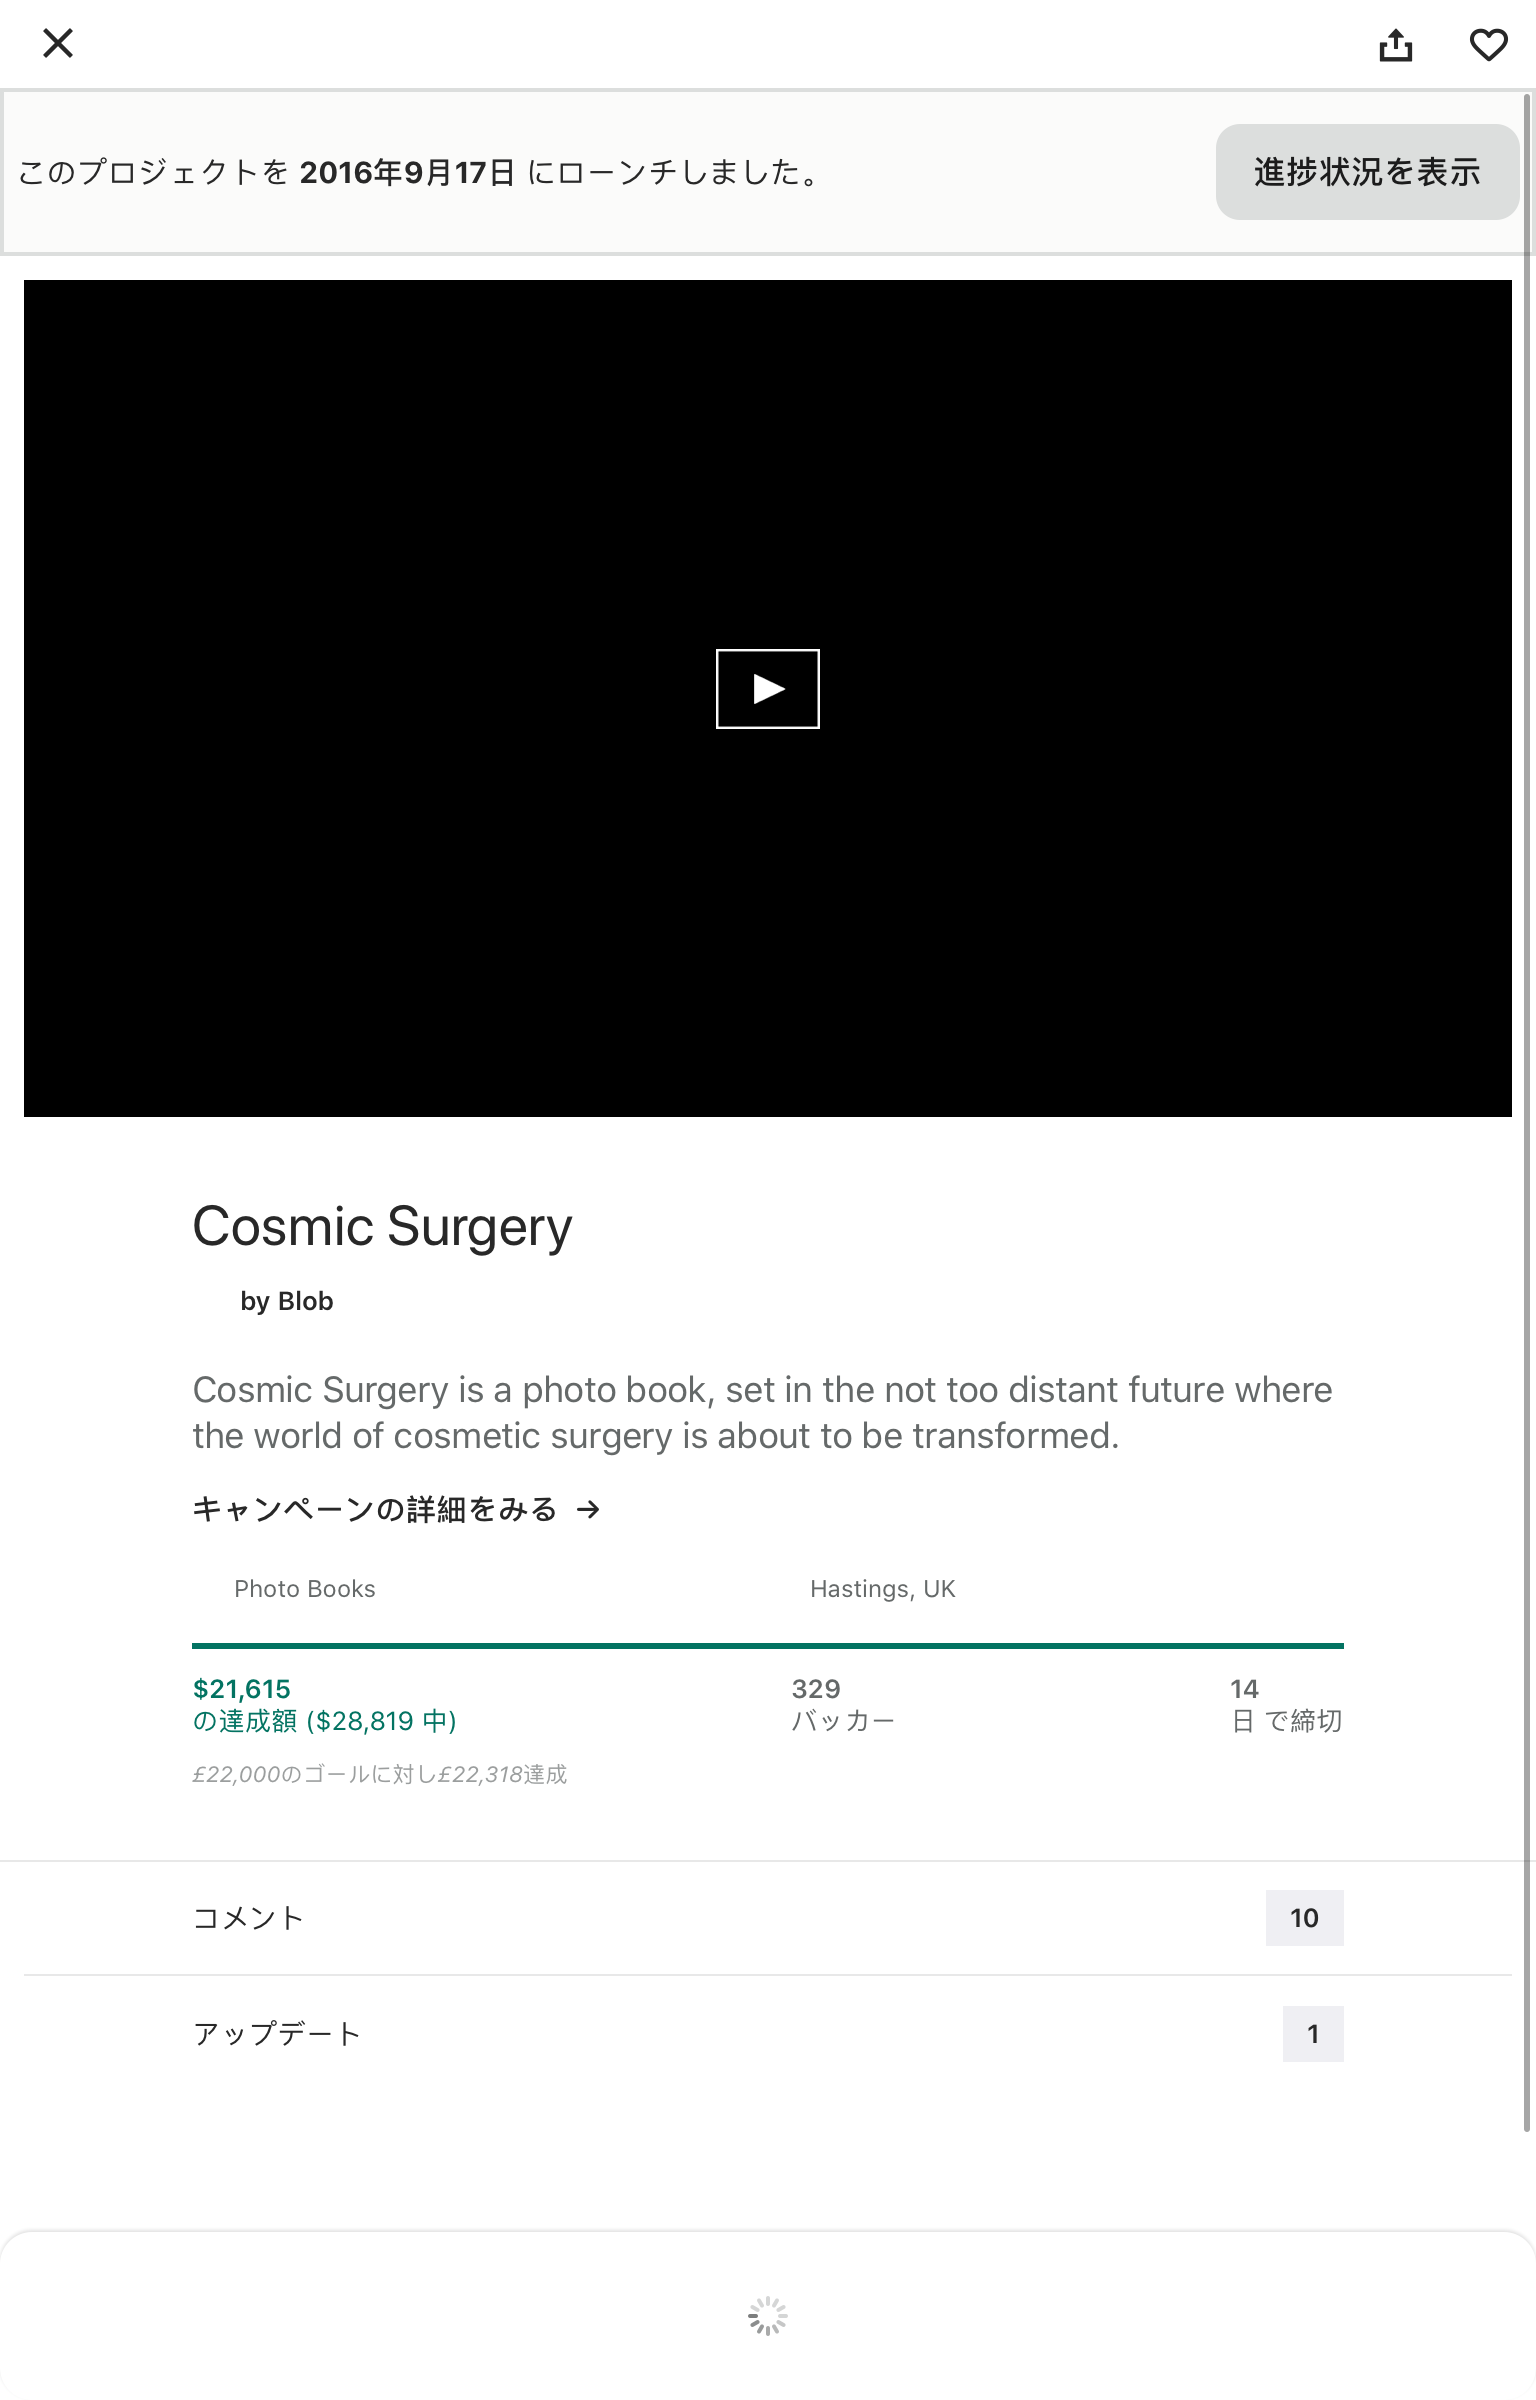 このプロジェクトを 2016年9月17日 にローンチしました。
進捗状況を表示
Cosmic Surgery
by Blob
Cosmic Surgery is a photo book, set in the not too distant future where
the world of cosmetic surgery is about to be transformed.
キャンペーンの詳細をみる →
Photo Books
Hastings, UK
$21,615
の達成額 ($28,819 中)
329
バッカー
14
日 で締切
£22,000のゴールに対し£22,318達成
コメント
10
アップデート
1